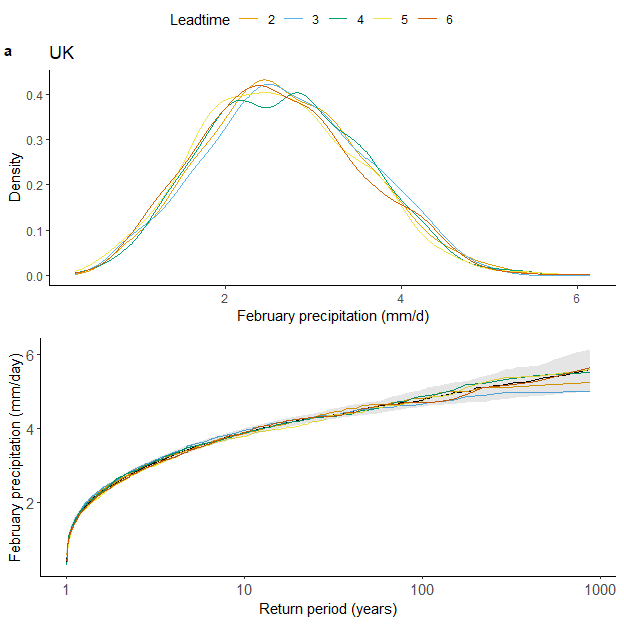 Leadtime 2 3 4 5 6
a UK
0.4
0.3
0.2
0.1
0.0
Density
2 4 6
February precipitation (mm/d)
6
4
2
February precipitation (mm/day)
1 10 100 1000
Return period (years)